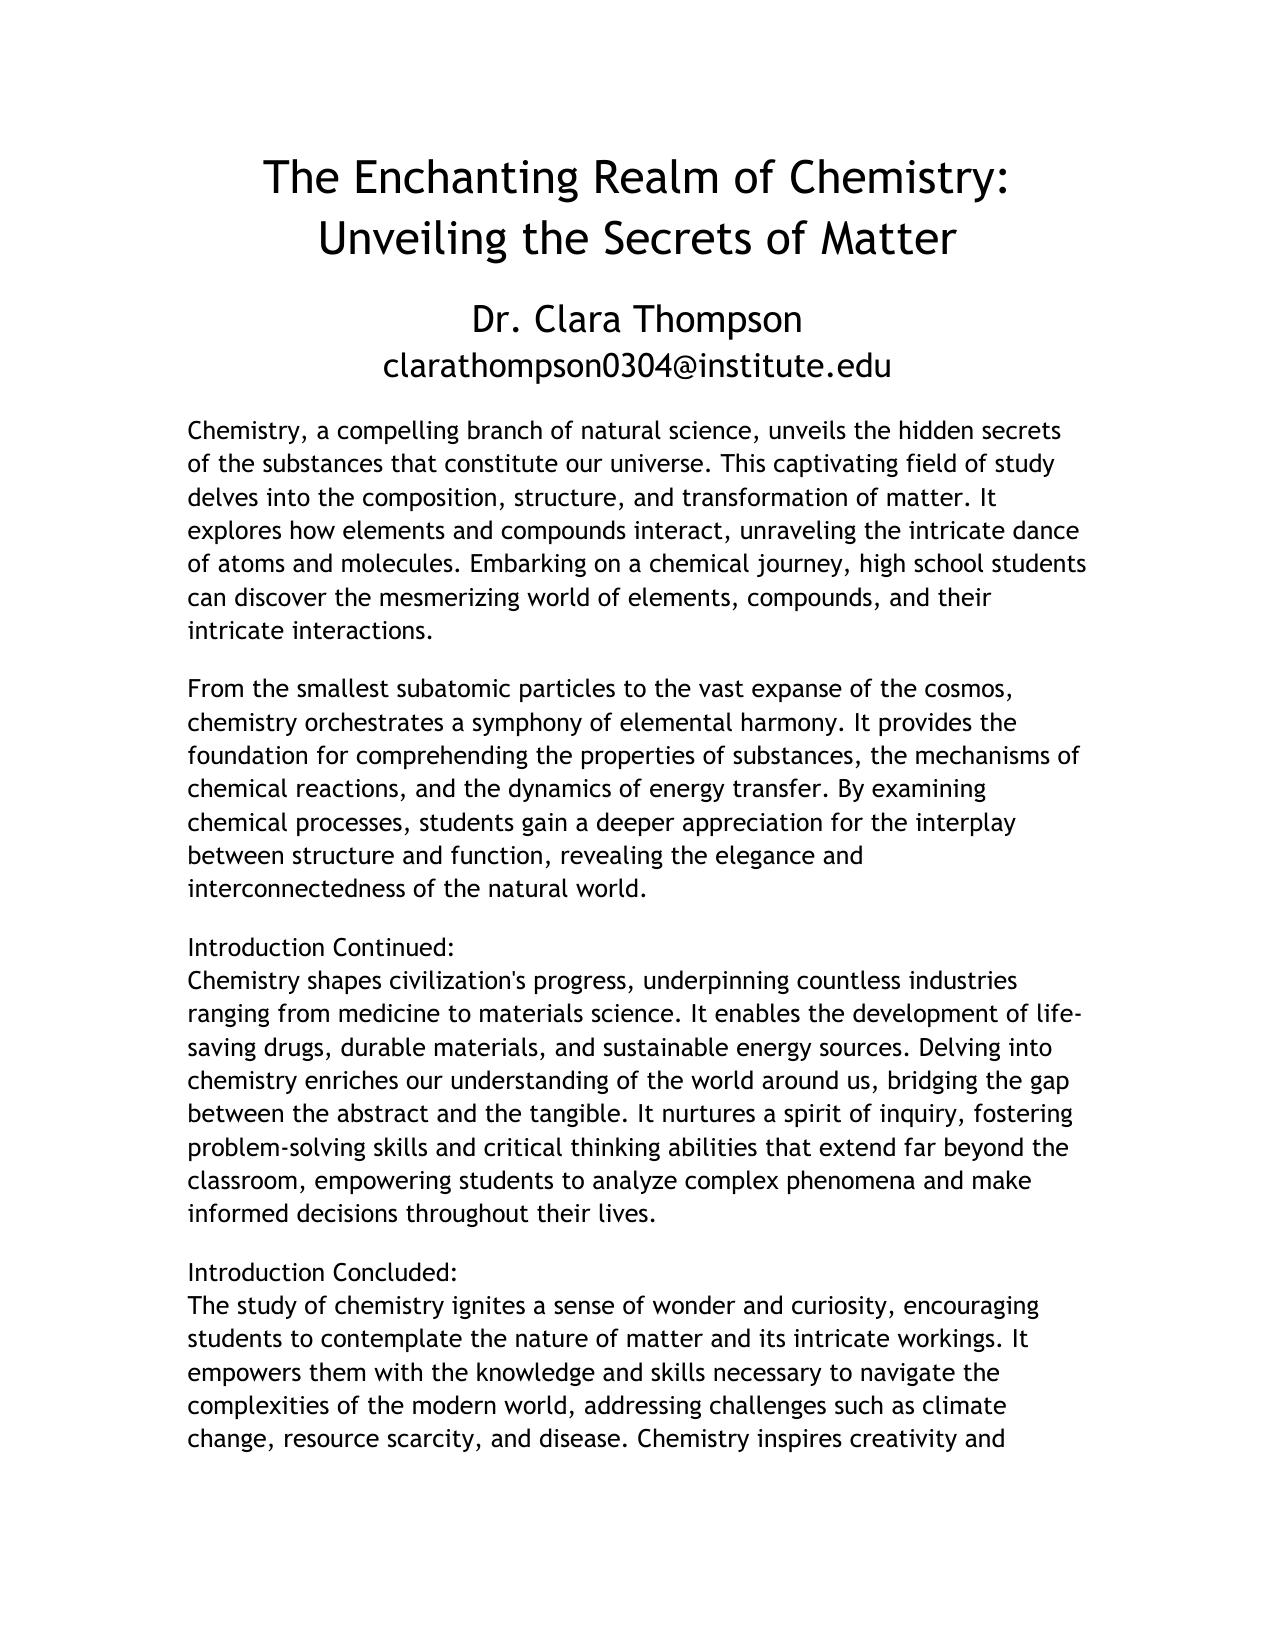 The Enchanting Realm of Chemistry:
Unveiling the Secrets of Matter
Dr. Clara Thompson
clarathompson0304@institute.edu
Chemistry, a compelling branch of natural science, unveils the hidden secrets
of the substances that constitute our universe. This captivating field of study
delves into the composition, structure, and transformation of matter. It
explores how elements and compounds interact, unraveling the intricate dance
of atoms and molecules. Embarking on a chemical journey, high school students
can discover the mesmerizing world of elements, compounds, and their
intricate interactions.
From the smallest subatomic particles to the vast expanse of the cosmos,
chemistry orchestrates a symphony of elemental harmony. It provides the
foundation for comprehending the properties of substances, the mechanisms of
chemical reactions, and the dynamics of energy transfer. By examining
chemical processes, students gain a deeper appreciation for the interplay
between structure and function, revealing the elegance and
interconnectedness of the natural world.
Introduction Continued:
Chemistry shapes civilization's progress, underpinning countless industries
ranging from medicine to materials science. It enables the development of life-
saving drugs, durable materials, and sustainable energy sources. Delving into
chemistry enriches our understanding of the world around us, bridging the gap
between the abstract and the tangible. It nurtures a spirit of inquiry, fostering
problem-solving skills and critical thinking abilities that extend far beyond the
classroom, empowering students to analyze complex phenomena and make
informed decisions throughout their lives.
Introduction Concluded:
The study of chemistry ignites a sense of wonder and curiosity, encouraging
students to contemplate the nature of matter and its intricate workings. It
empowers them with the knowledge and skills necessary to navigate the
complexities of the modern world, addressing challenges such as climate
change, resource scarcity, and disease. Chemistry inspires creativity and